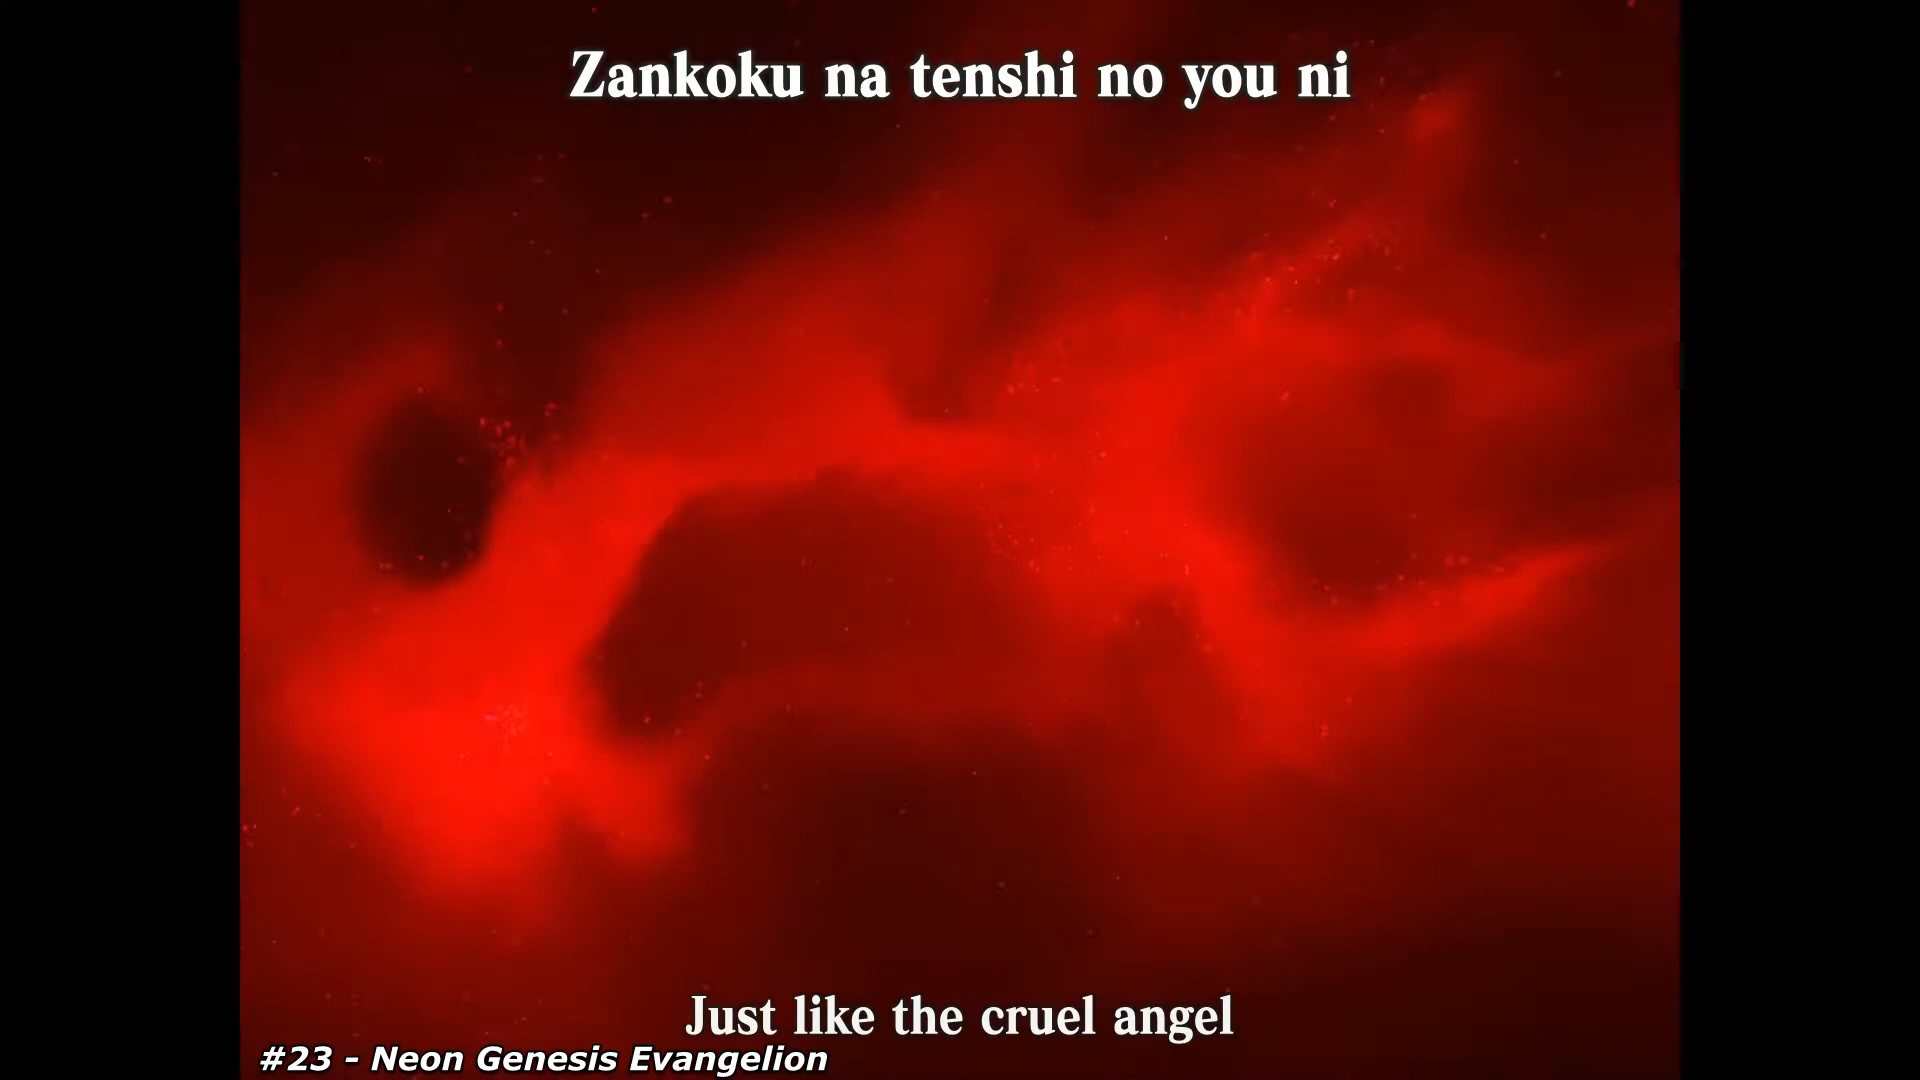 Zankoku na tenshi no you ni
Just like the cruel angel
#23 - Neon Genesis Evangelion